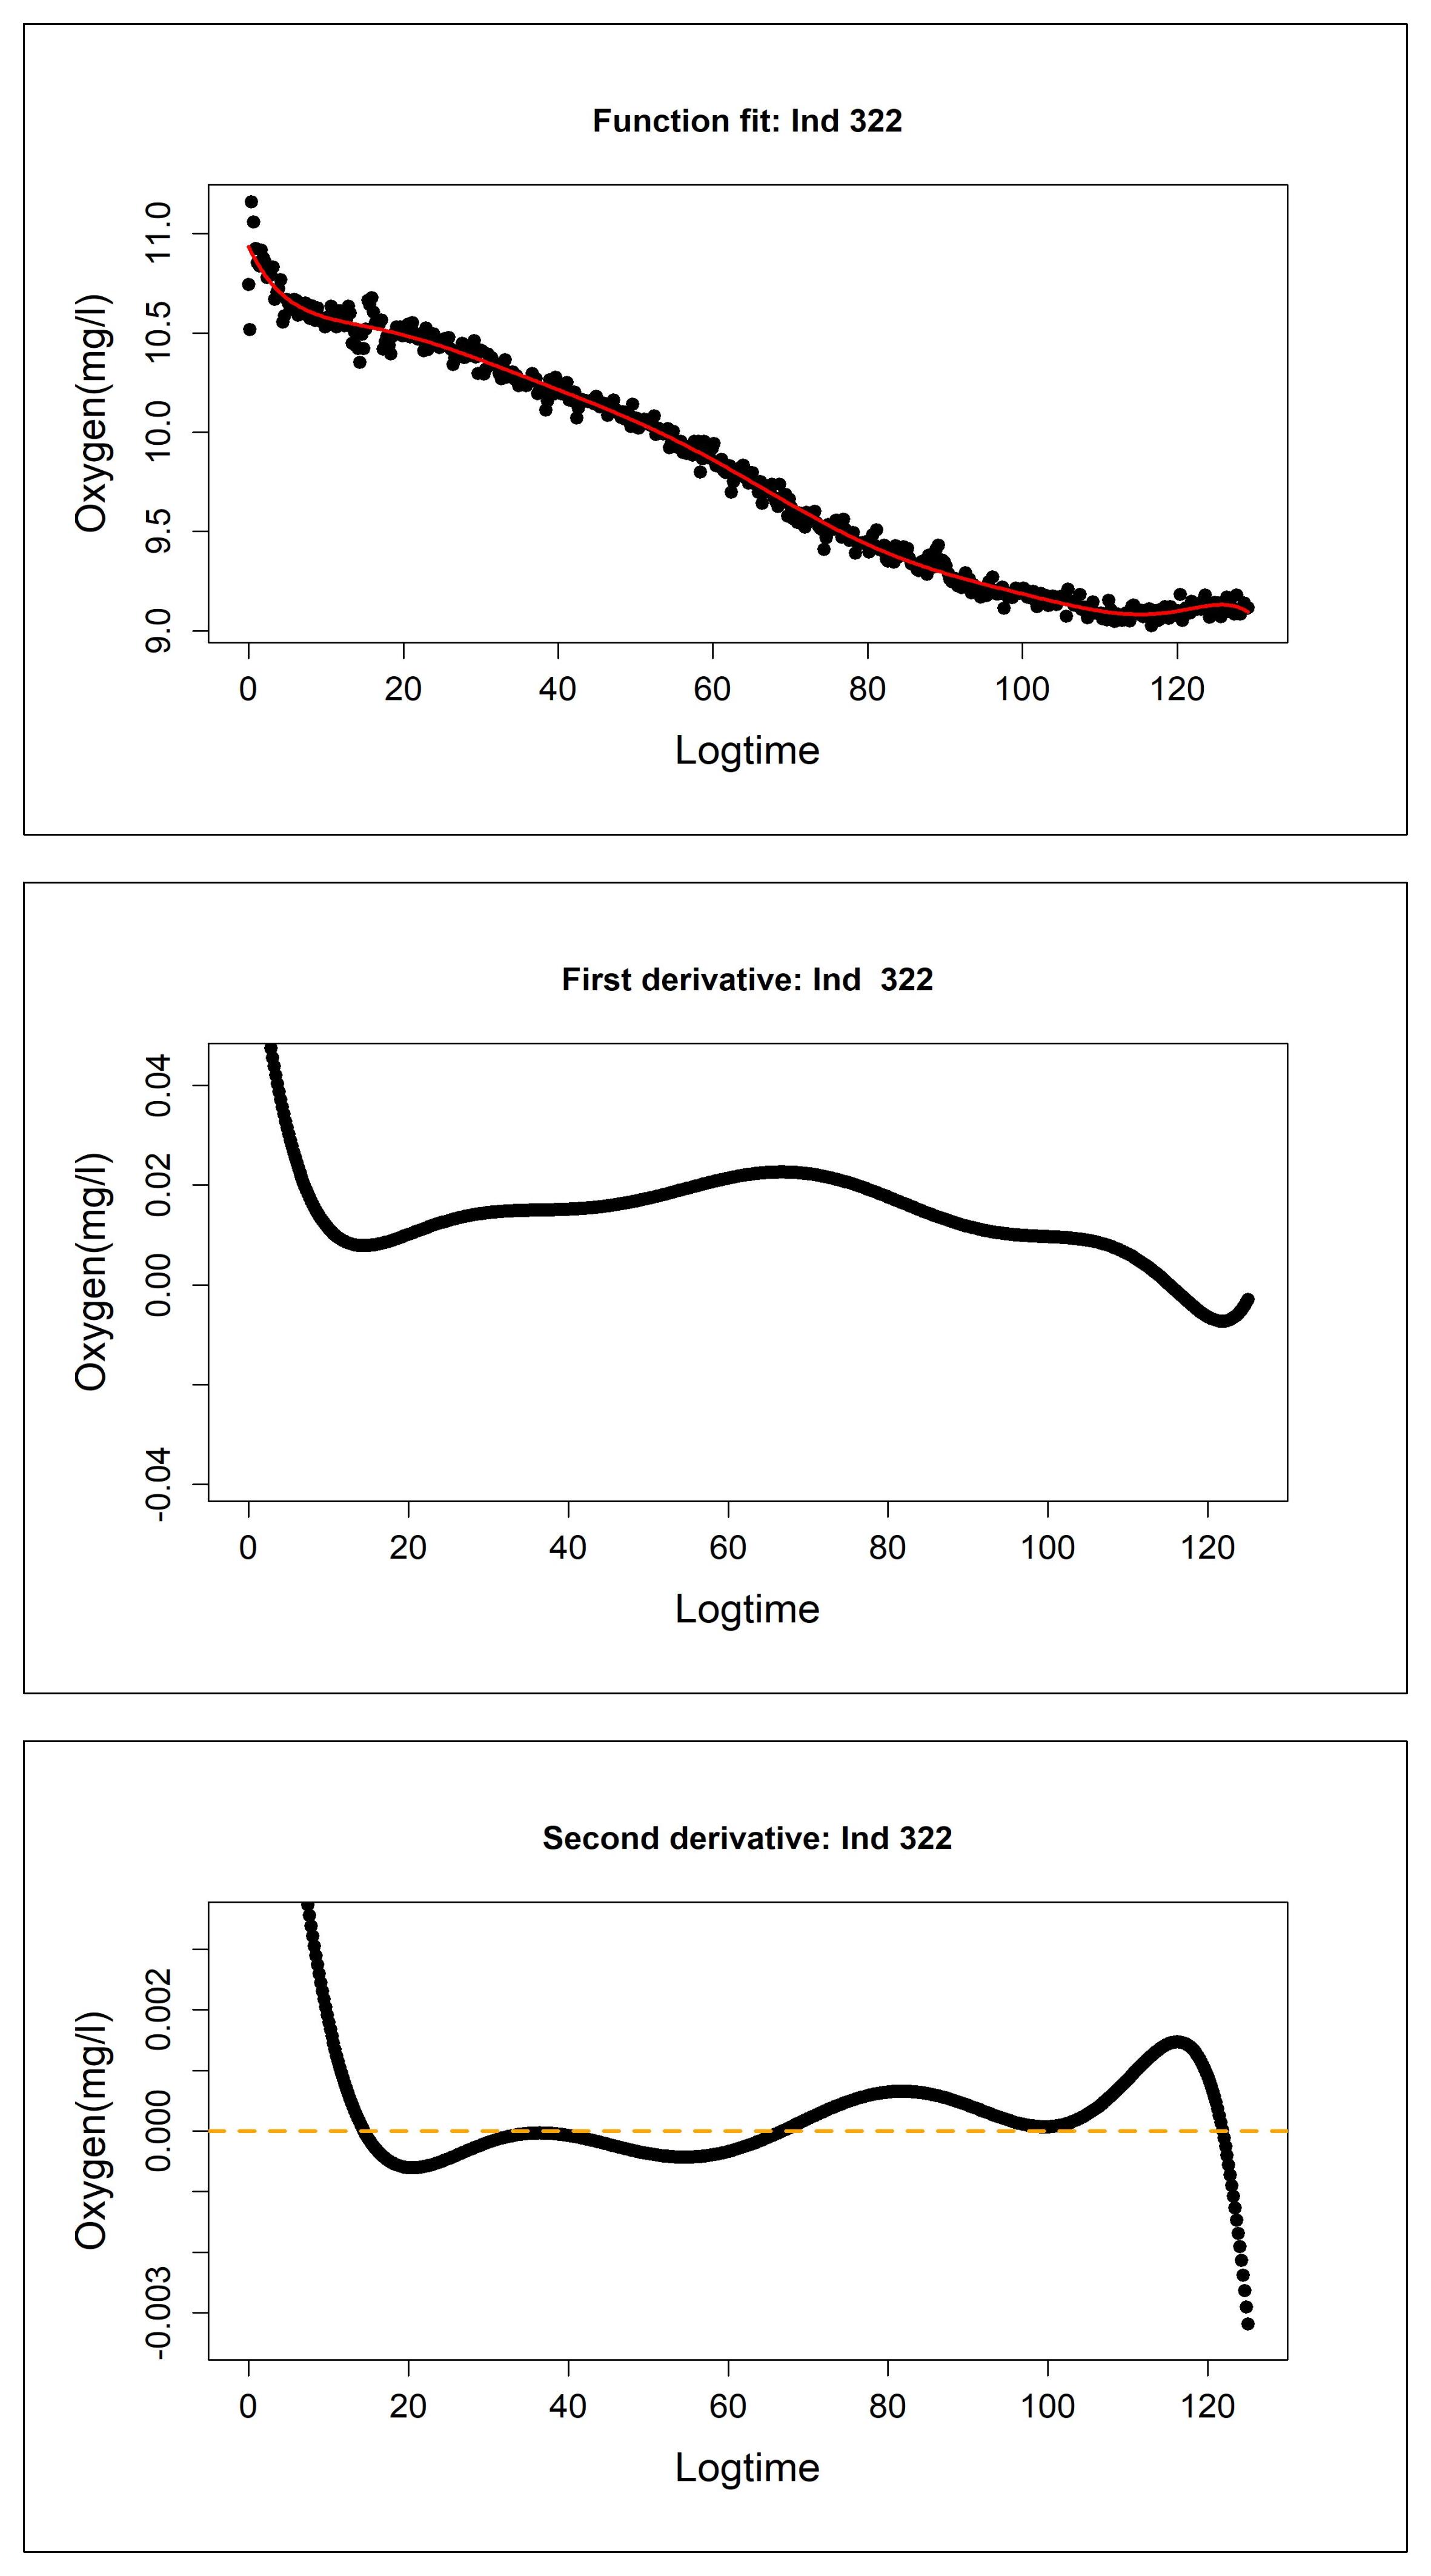 Function fit: Ind 322
Oxygen(mg/l)
11.0
10.5
10.0
9.5
9.0
0 20 40 60 80 100 120
Logtime
First derivative: Ind  322
Oxygen(mg/l)
0.04
0.02
0.00
-0.04
0 20 40 60 80 100 120
Logtime
Second derivative: Ind 322
Oxygen(mg/l)
0.002
0.000
-0.003
0 20 40 60 80 100 120
Logtime